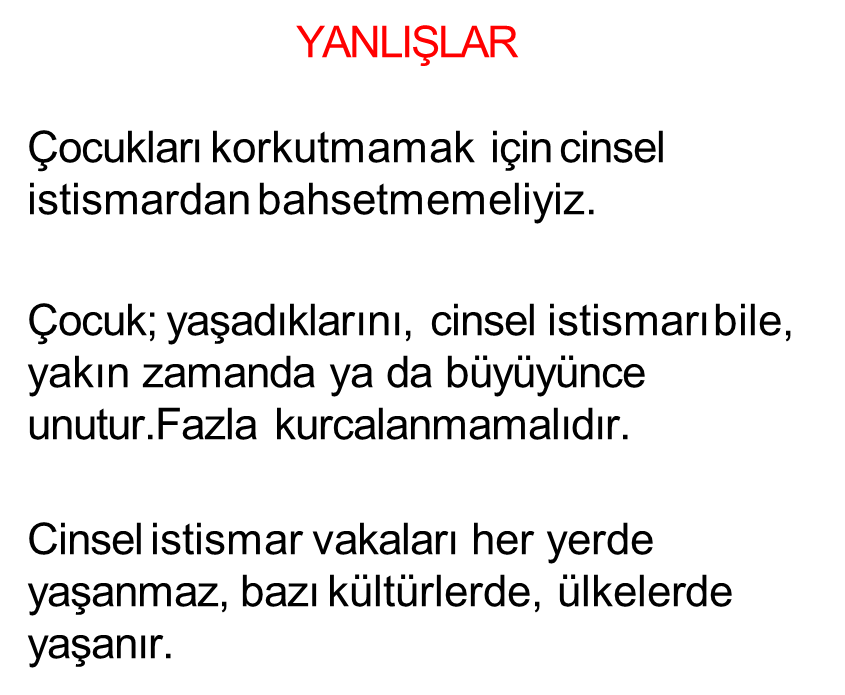 YANLIŞLAR
Çocukları korkutmamak için cinsel
istismardan bahsetmemeliyiz.
Çocuk; yaşadıklarını, cinsel istismarı bile,
yakın zamanda ya da büyüyünce
unutur.Fazla kurcalanmamalıdır.
Cinsel istismar vakaları her yerde
yaşanmaz, bazı kültürlerde, ülkelerde
yaşanır.